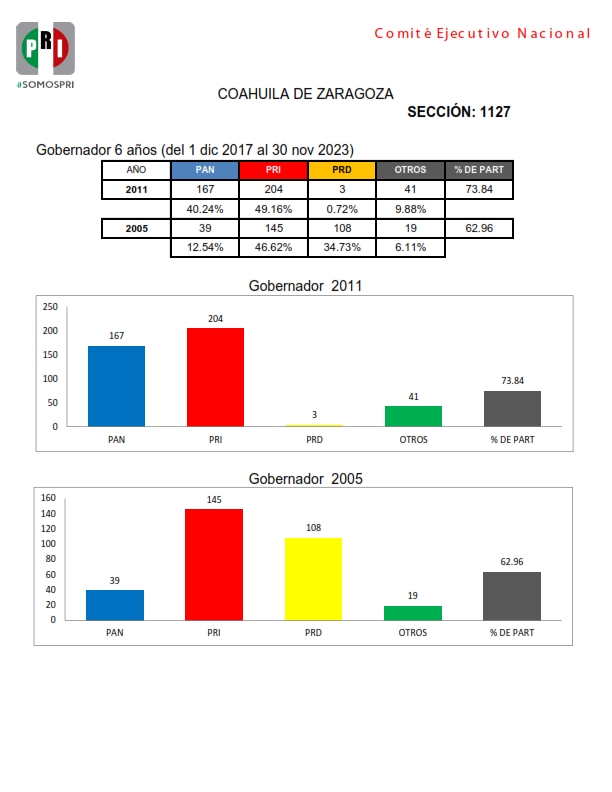 PRI
#SOMOSPRI
Comité Ejecutivo Nacional
COAHUILA DE ZARAGOZA
SECCIÓN: 1127
Gobernador 6 años (del 1 dic 2017 al 30 nov 2023)
AÑO PAN PRI PRD OTROS % DE PART
2011 167 204 3 41 73.84
40.24% 49.16% 0.72% 9.88%
2005 39 145 108 19 62.96
12.54% 46.62% 34.73% 6.11%
Gobernador 2011
250
200
150
100
50
0
167
204
3
41
73.84
PAN PRI PRD OTROS % DE PART
Gobernador 2005
160
140
120
100
80
60
40
20
0
39
145
108
19
62.96
PAN PRI PRD OTROS % DE PART